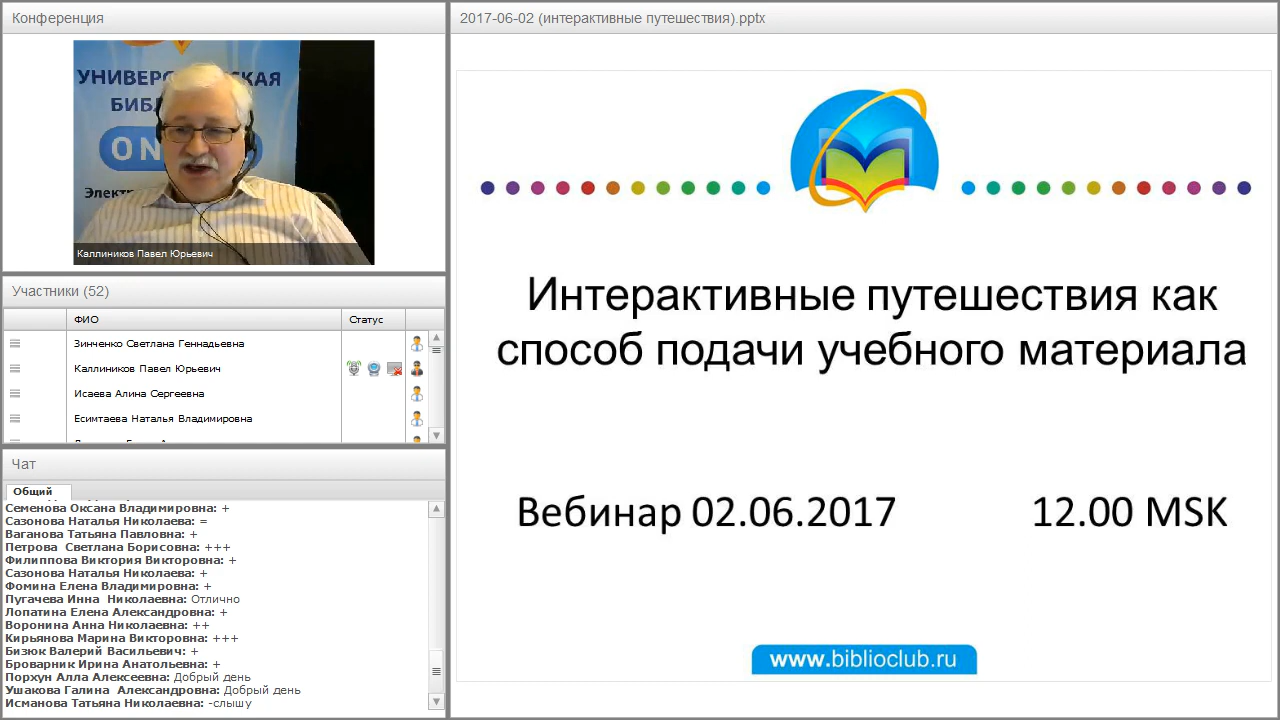 Конференция
УНИВЕР СКАЯ
БИБ
ON
Элект
Каллиников Павел Юрьевич
Участники (52)
ФИО
Статус
Зинченко Светлана Геннадьевна
Каллиников Павел Юрьевич
Исаева Алина Сергеевна
Есимтаева Наталья Владимировна
Чат
Общий
Семенова Оксана Владимировна: +
Сазонова Наталья Николаева: =
Ваганова Татьяна Павловна: +
Петрова Светлана Борисовна: +++
Филиппова Виктория Викторовна: +
Сазонова Наталья Николаева: +
Фомина Елена Владимировна: +
Пугачева Инна Николаевна: Отлично
Лопатина Елена Александровна: +
Воронина Анна Николаевна: ++
Кирьянова Марина Викторовна: +++
Бизюк Валерий Васильевич: +
Броварник Ирина Анатольевна: +
Порхун Алла Алексеевна: Добрый день
Ушакова Галина Александровна: Добрый день
Исманова Татьяна Николаевна: -слышу
2017-06-02 (интерактивные путешествия).pptx
Интерактивные путешествия как
способ подачи учебного материала
Вебинар 02.06.2017 12.00 MSK
www.biblioclub.ru